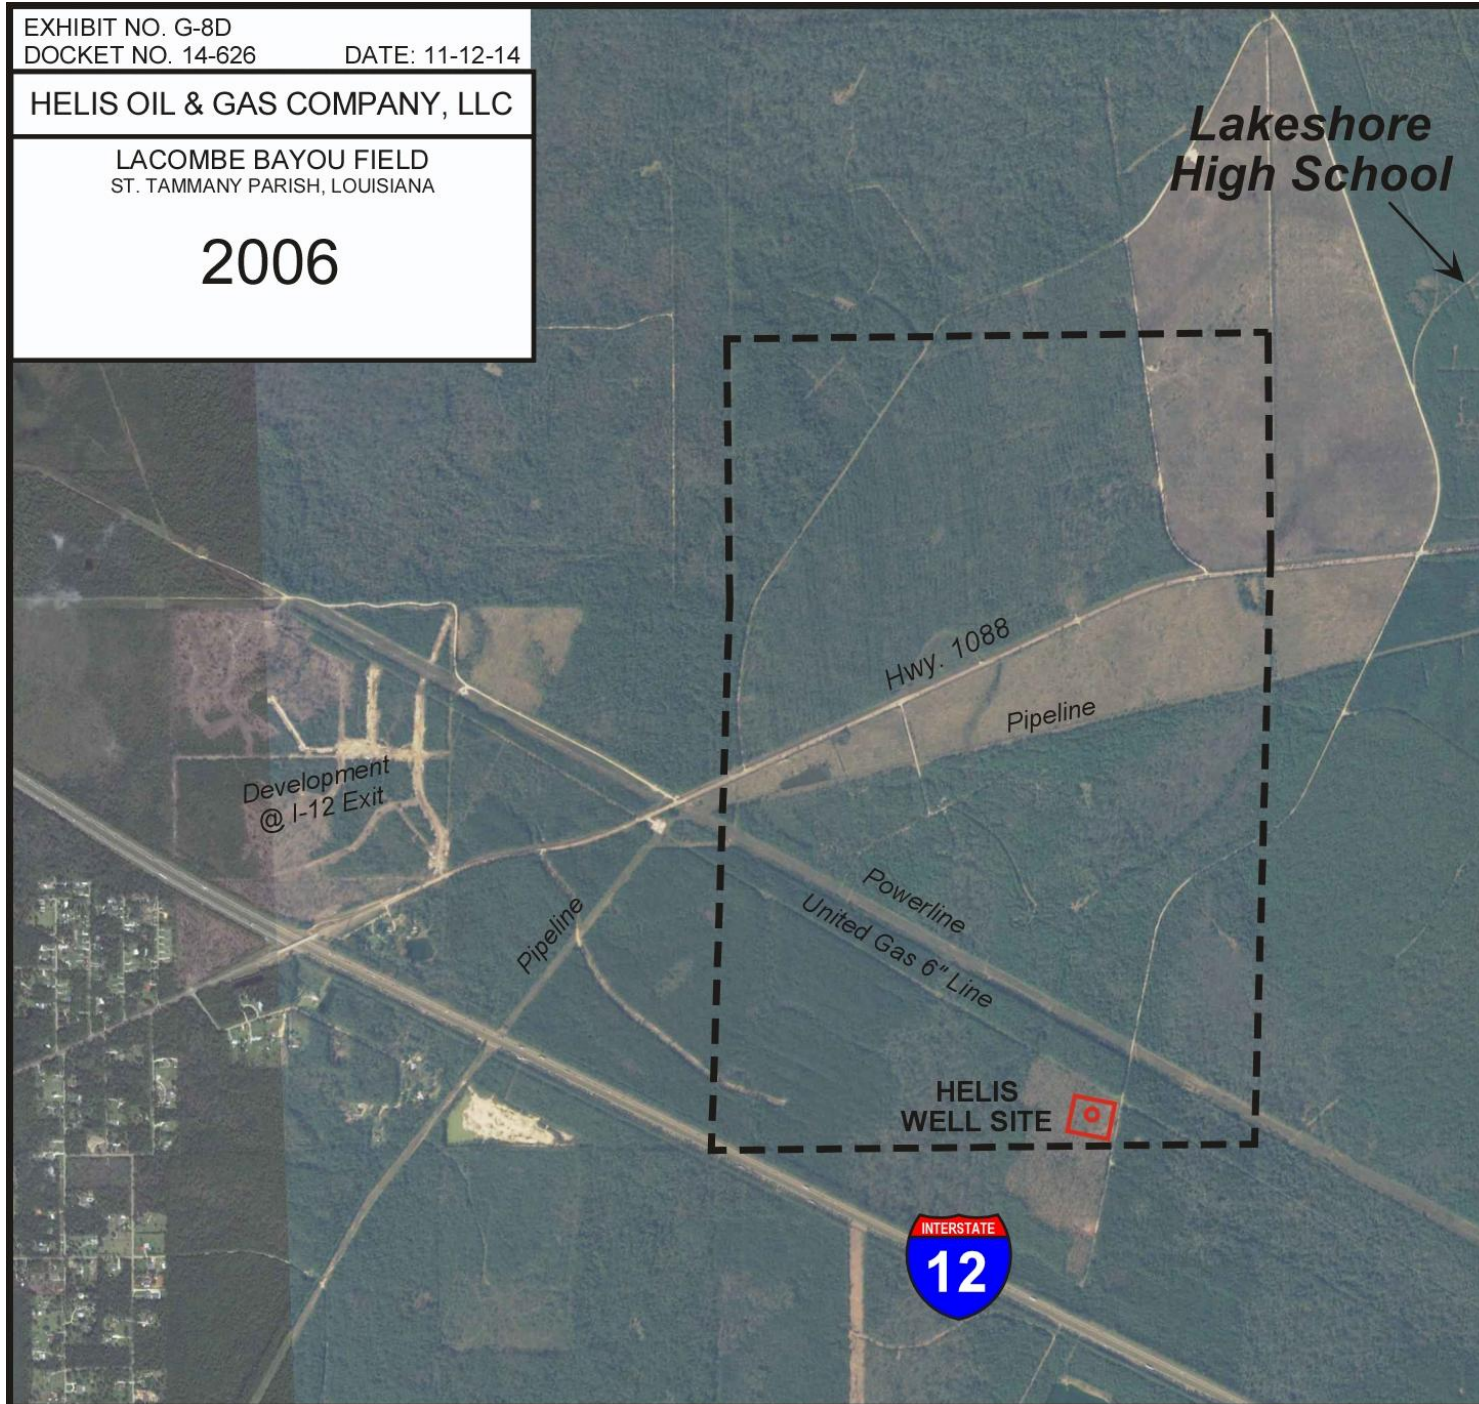 EXHIBIT NO. G-8D
DOCKET NO. 14-626 DATE: 11-12-14
HELIS OIL & GAS COMPANY, LLC
LACOMBE BAYOU FIELD
ST. TAMMANY PARISH, LOUISIANA
2006
Lakeshore
High School
Hwy. 1088
Pipeline
Development
@ I-12 Exit
Powerline
United Gas 6" Line
Pipeline
HELIS
WELL SITE
INTERSTATE
12